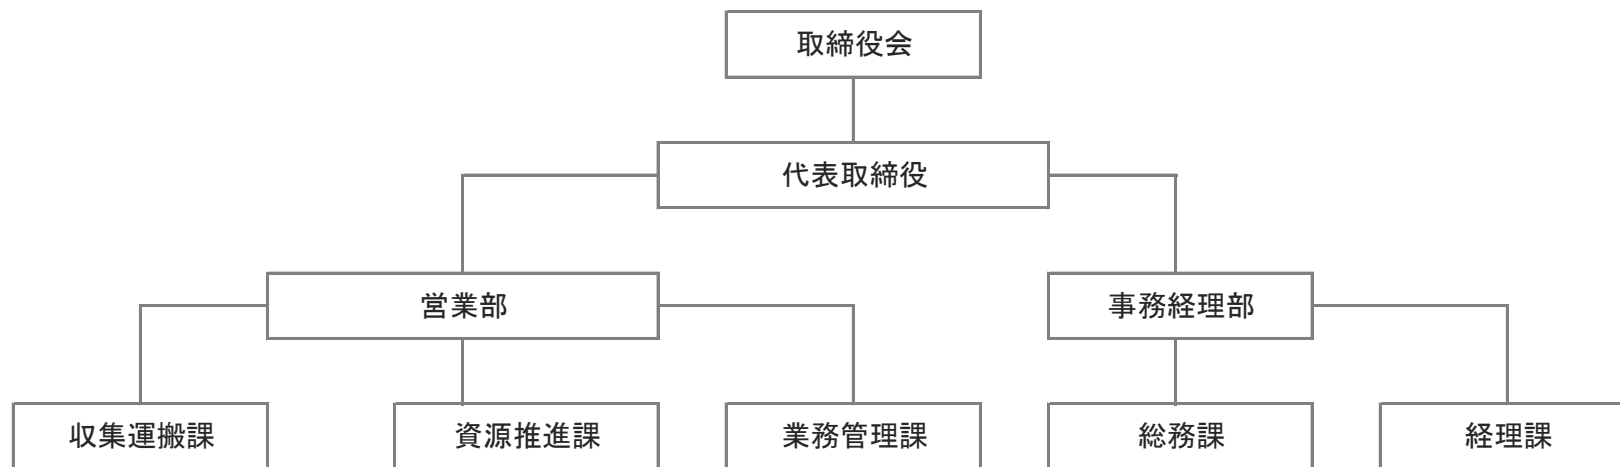 取締役会
代表取締役
営業部
事務経理部
収集運搬課
資源推進課
業務管理課
総務課
経理課